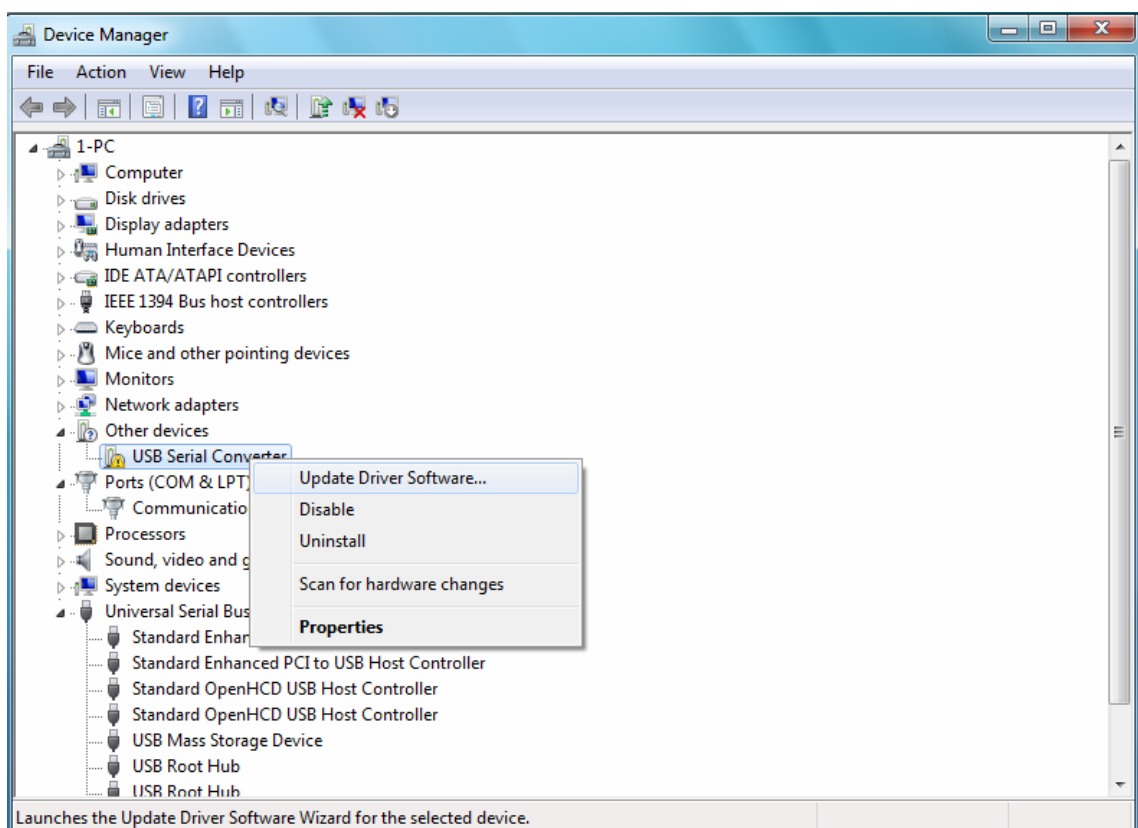 Device Manager
File Action View Help
1-PC
Computer
Disk drives
Display adapters
Human Interface Devices
IDE ATA/ATAPI controllers
IEEE 1394 Bus host controllers
Keyboards
Mice and other pointing devices
Monitors
Network adapters
Other devices
USB Serial Converter
Ports (COM & LPT)
Communicatio
Processors
Sound, video and g
System devices
Universal Serial Bus
Standard Enhan
Standard Enhanced PCI to USB Host Controller
Standard OpenHCD USB Host Controller
Standard OpenHCD USB Host Controller
USB Mass Storage Device
USB Root Hub
USB Root Hub
Update Driver Software...
Disable
Uninstall
Scan for hardware changes
Properties
Launches the Update Driver Software Wizard for the selected device.